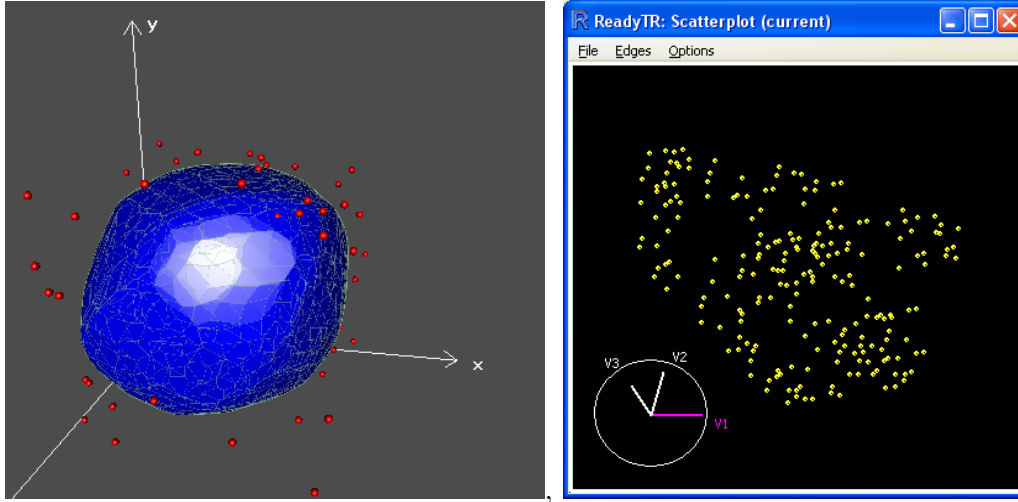 y
x
,
R ReadyTR: Scatterplot (current)
File Edges Options
V3
V2
V1